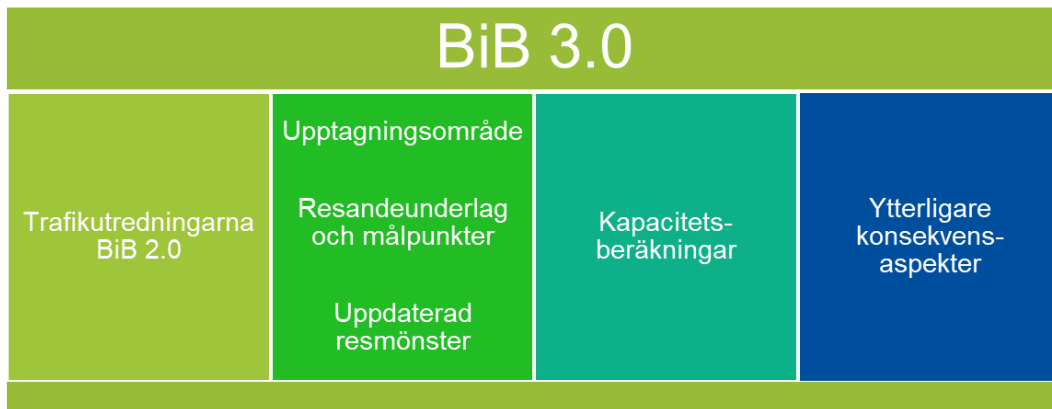 BiB 3.0
Trafikutredningarna
BiB 2.0
Upptagningsområde
Resandeunderlag
och målpunkter
Uppdaterad
resmönster
Kapacitets-
beräkningar
Ytterligare
konsekvens-
aspekter